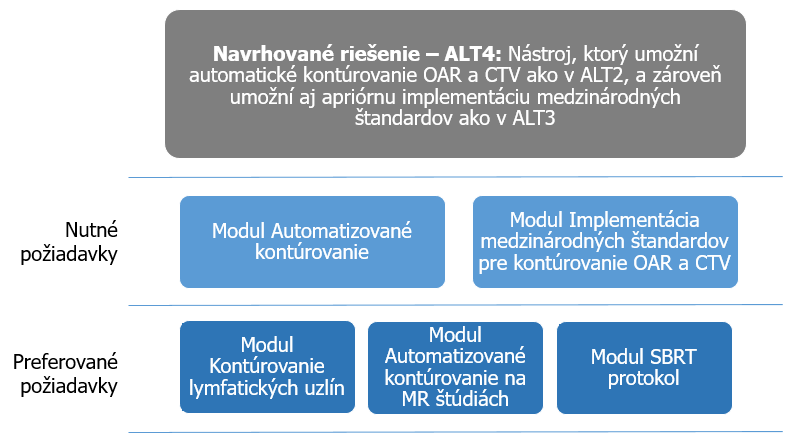 Navrhované riešenie – ALT4: Nástroj, ktorý umožní
automatické kontúrovanie OAR a CTV ako v ALT2, a zároveň
umožní aj apriórnu implementáciu medzinárodných
štandardov ako v ALT3
Nutné
požiadavky
Modul Automatizované
kontúrovanie
Modul Implementácia
medzinárodných štandardov
pre kontúrovanie OAR a CTV
Preferované
požiadavky
Modul
Kontúrovanie
lymfatických uzlín
Modul
Automatizované
kontúrovanie na
MR štúdiách
Modul SBRT
protokol